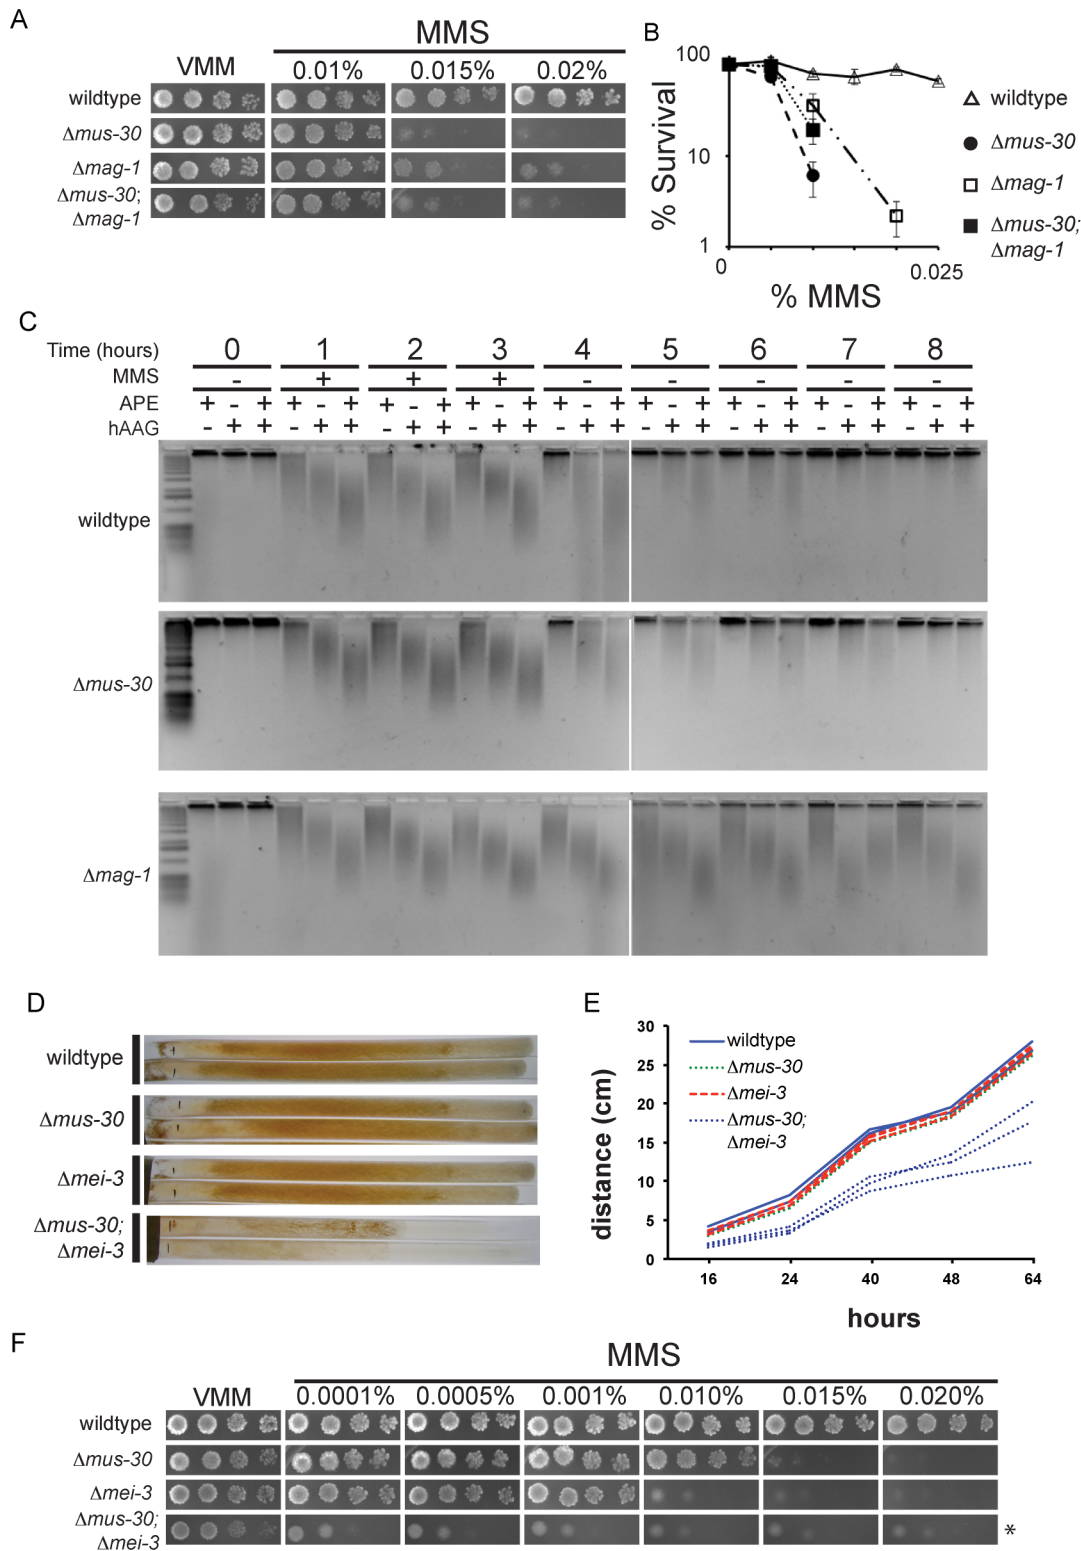 A
MMS
VMM 0.01% 0.015% 0.02%
wildtype
Δmus-30
Δmag-1
Δmus-30;
Δmag-1
B
% Survival
100
10
1
0 0.025
% MMS
wildtype
Δmus-30
Δmag-1
Δmus-30;
Δmag-1
C
Time (hours) 0 1 2 3 4 5 6 7 8
MMS - + + + - - - - -
APE + - + + - + + - + + - + + - + + - + + - + + - + + - +
hAAG - + + - + + - + + - + + - + + - + + - + + - + + - + +
wildtype
Δmus-30
Δmag-1
D
wildtype
Δmus-30
Δmei-3
Δmus-30;
Δmei-3
E
distance (cm)
30
25
20
15
10
5
0
16 24 40 48 64
hours
wildtype
Δmus-30
Δmei-3
Δmus-30;
Δmei-3
F
MMS
VMM 0.0001% 0.0005% 0.001% 0.010% 0.015% 0.020%
wildtype
Δmus-30
Δmei-3
Δmus-30;
Δmei-3 *